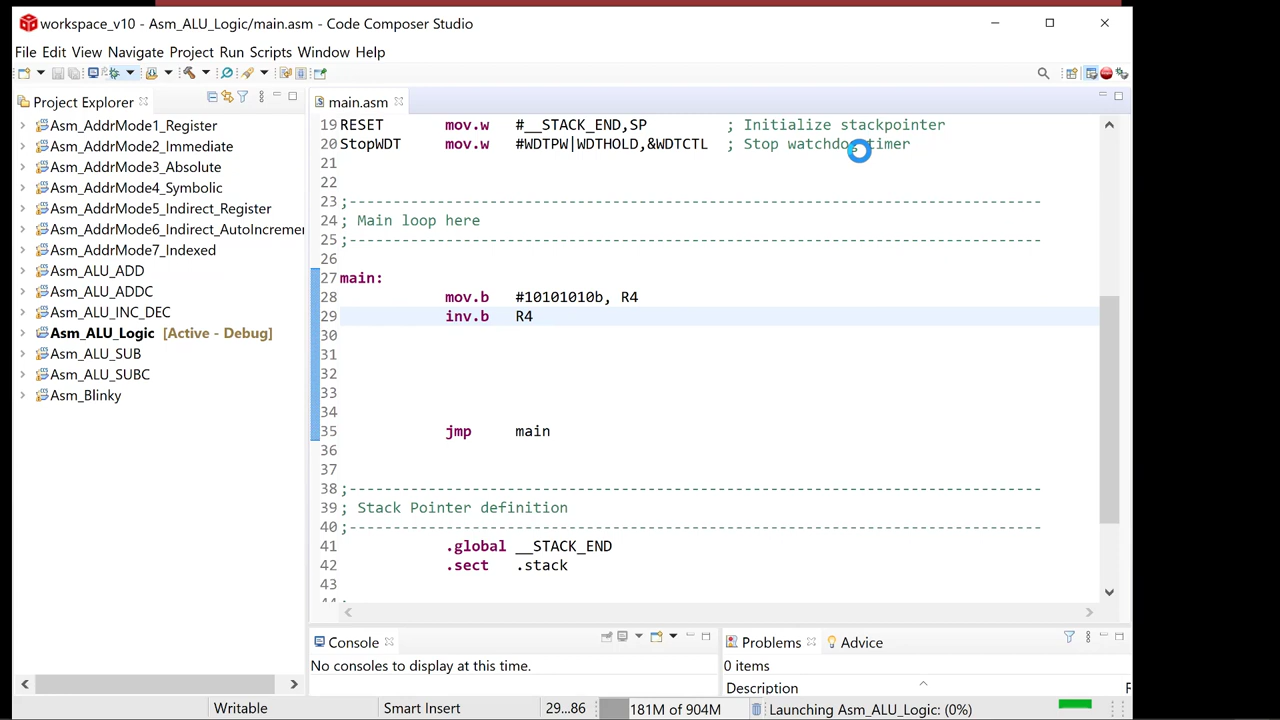 workspace_v10 - Asm_ALU_Logic/main.asm - Code Composer Studio
File Edit View Navigate Project Run Scripts Window Help
Project Explorer
Asm_AddrMode1_Register
Asm_AddrMode2_Immediate
Asm_AddrMode3_Absolute
Asm_AddrMode4_Symbolic
Asm_AddrMode5_Indirect_Register
Asm_AddrMode6_Indirect_AutoIncremer
Asm_AddrMode7_Indexed
Asm_ALU_ADD
Asm_ALU_ADDC
Asm_ALU_INC_DEC
Asm_ALU_Logic [Active - Debug]
Asm_ALU_SUB
Asm_ALU_SUBC
Asm_Blinky
main.asm
19 RESET mov.w #__STACK_END,SP ; Initialize stackpointer
20 StopWDT mov.w #WDTPW|WDTHOLD,&WDTCTL ; Stop watchdog timer
21
22
23 ;-------------------------------------------------------------------------------
24 ; Main loop here
25 ;-------------------------------------------------------------------------------
26
27 main:
28 mov.b #10101010b, R4
29 inv.b R4
30
31
32
33
34
35 jmp main
36
37
38 ;-------------------------------------------------------------------------------
39 ; Stack Pointer definition
40 ;-------------------------------------------------------------------------------
41 .global __STACK_END
42 .sect .stack
43
Console
No consoles to display at this time.
Problems Advice
0 items
Description
Writable Smart Insert 29...86 181M of 904M Launching Asm_ALU_Logic: (0%)